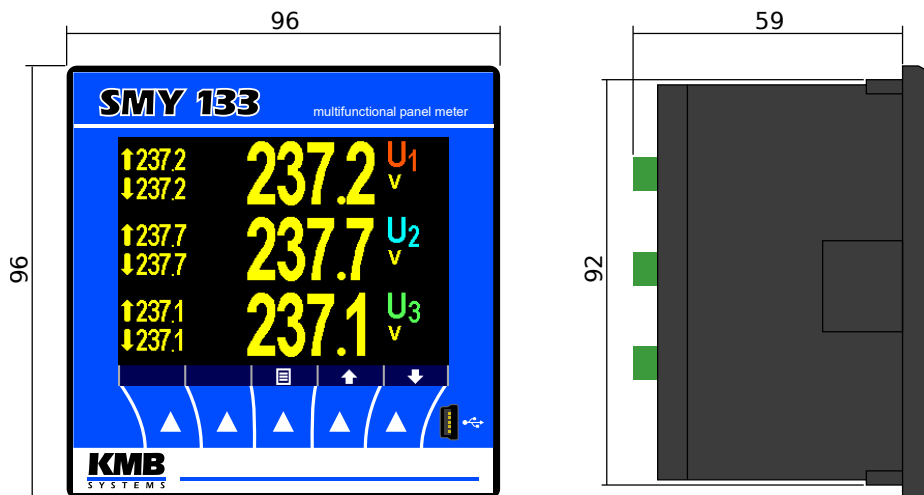 96
59
SMY 133
multifunctional panel meter
237.2
237.2
237.2
U1
V
237.7
237.7
237.7
U2
V
237.1
237.1
237.1
U3
V
96
92
KMB
SYSTEMS